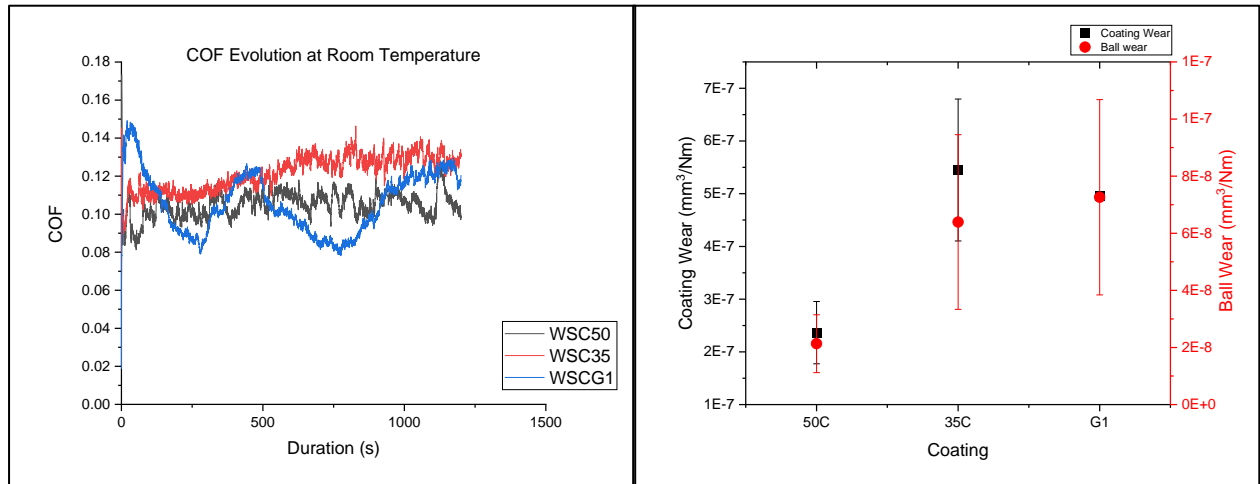 COF Evolution at Room Temperature
0.18
0.16
0.14
0.12
0.10
0.08
0.06
0.04
0.02
0.00
COF
0
500
1000
1500
Duration (s)
WSC50
WSC35
WSCG1
Coating Wear
Ball wear
7E-7
6E-7
5E-7
4E-7
3E-7
2E-7
1E-7
Coating Wear (mm³/Nm)
1E-7
1E-7
8E-8
6E-8
4E-8
2E-8
0E+0
Ball Wear (mm³/Nm)
50C
35C
G1
Coating